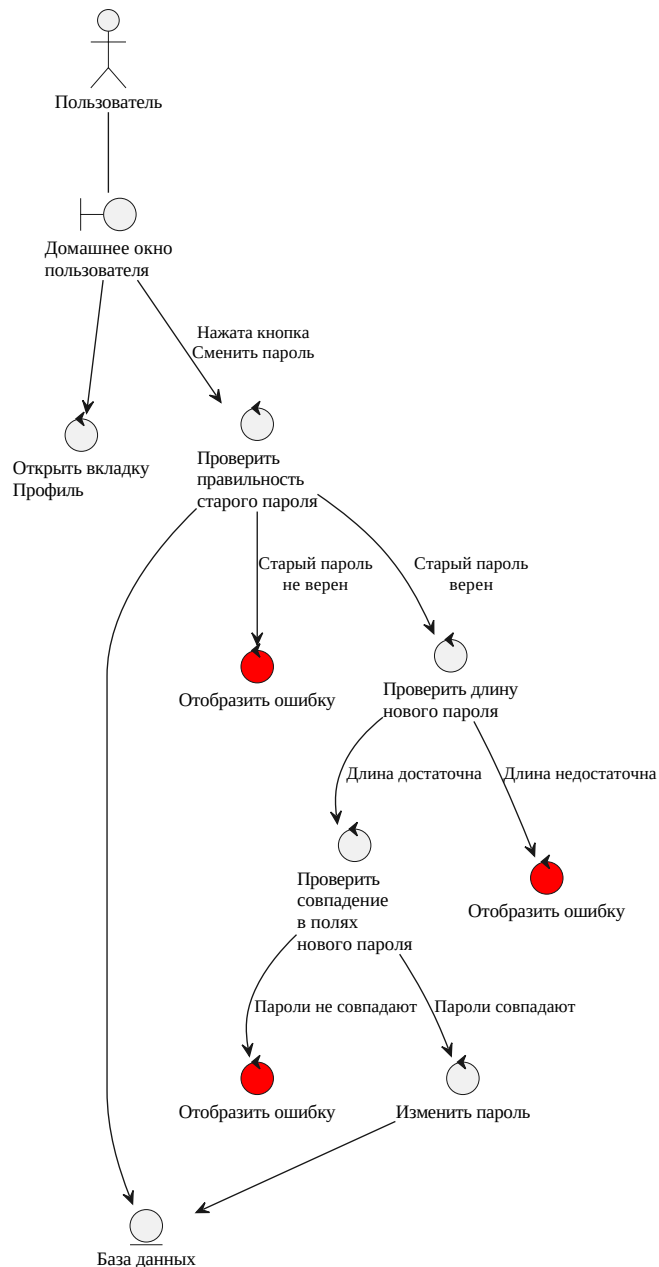 Пользователь
Домашнее окно
пользователя
Нажата кнопка
Сменить пароль
Открыть вкладку
Профиль
Проверить
правильность
старого пароля
Старый пароль
не верен
Старый пароль
верен
Отобразить ошибку
Проверить длину
нового пароля
Длина достаточна
Длина недостаточна
Проверить
совпадение
в полях
нового пароля
Отобразить ошибку
Пароли не совпадают
Пароли совпадают
Отобразить ошибку
Изменить пароль
База данных